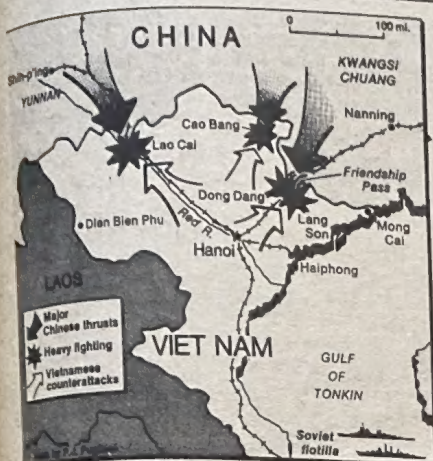 0 100 mi.
CHINA
KWANGSI
CHUANG
Shih-p'ing
YUNNAN
Nanning
Cao Bang
Lao Cai
Friendship
Pass
Dong Dang
Dien Bien Phu
Red R.
Lang
Son
Mong
Cai
Hanoi
Haiphong
LAOS
Major
Chinese thrusts
Heavy fighting
Vietnamese
counterattacks
VIET NAM
GULF
OF
TONKIN
Soviet
flotilla